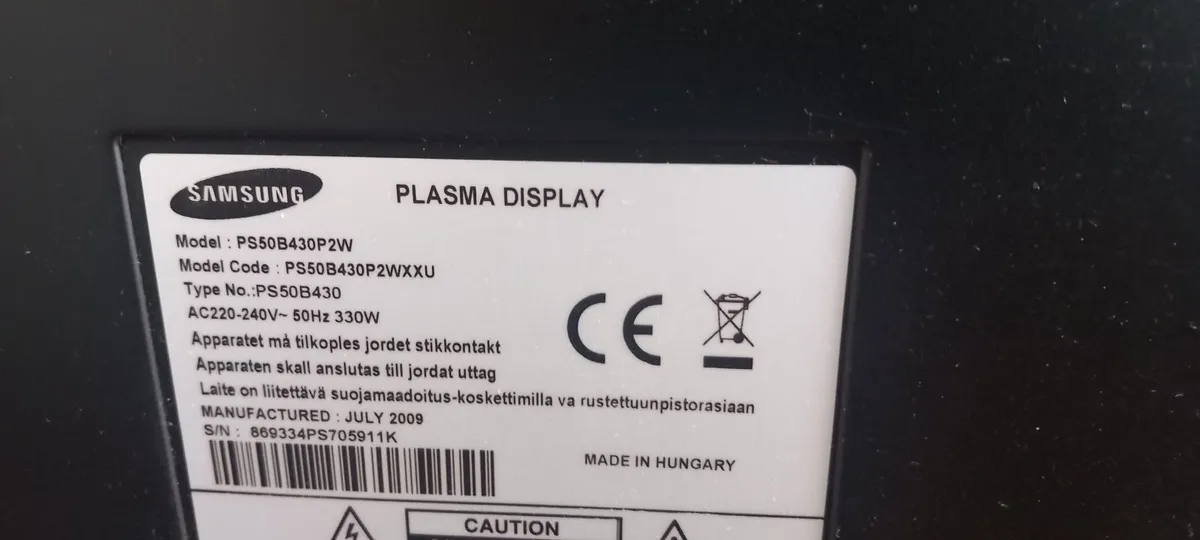 SAMSUNG
PLASMA DISPLAY
Model : PS50B430P2W
Model Code : PS50B430P2WXXU
Type No.:PS50B430
AC220-240V~ 50Hz 330W
Apparatet må tilkoples jordet stikkontakt
Apparaten skall anslutas till jordat uttag
Laite on liitettävä suojamaadoitus-koskettimilla va rustettuunpistorasiaan
MANUFACTURED : JULY 2009
S/N : 869334PS705911K
MADE IN HUNGARY
CAUTION